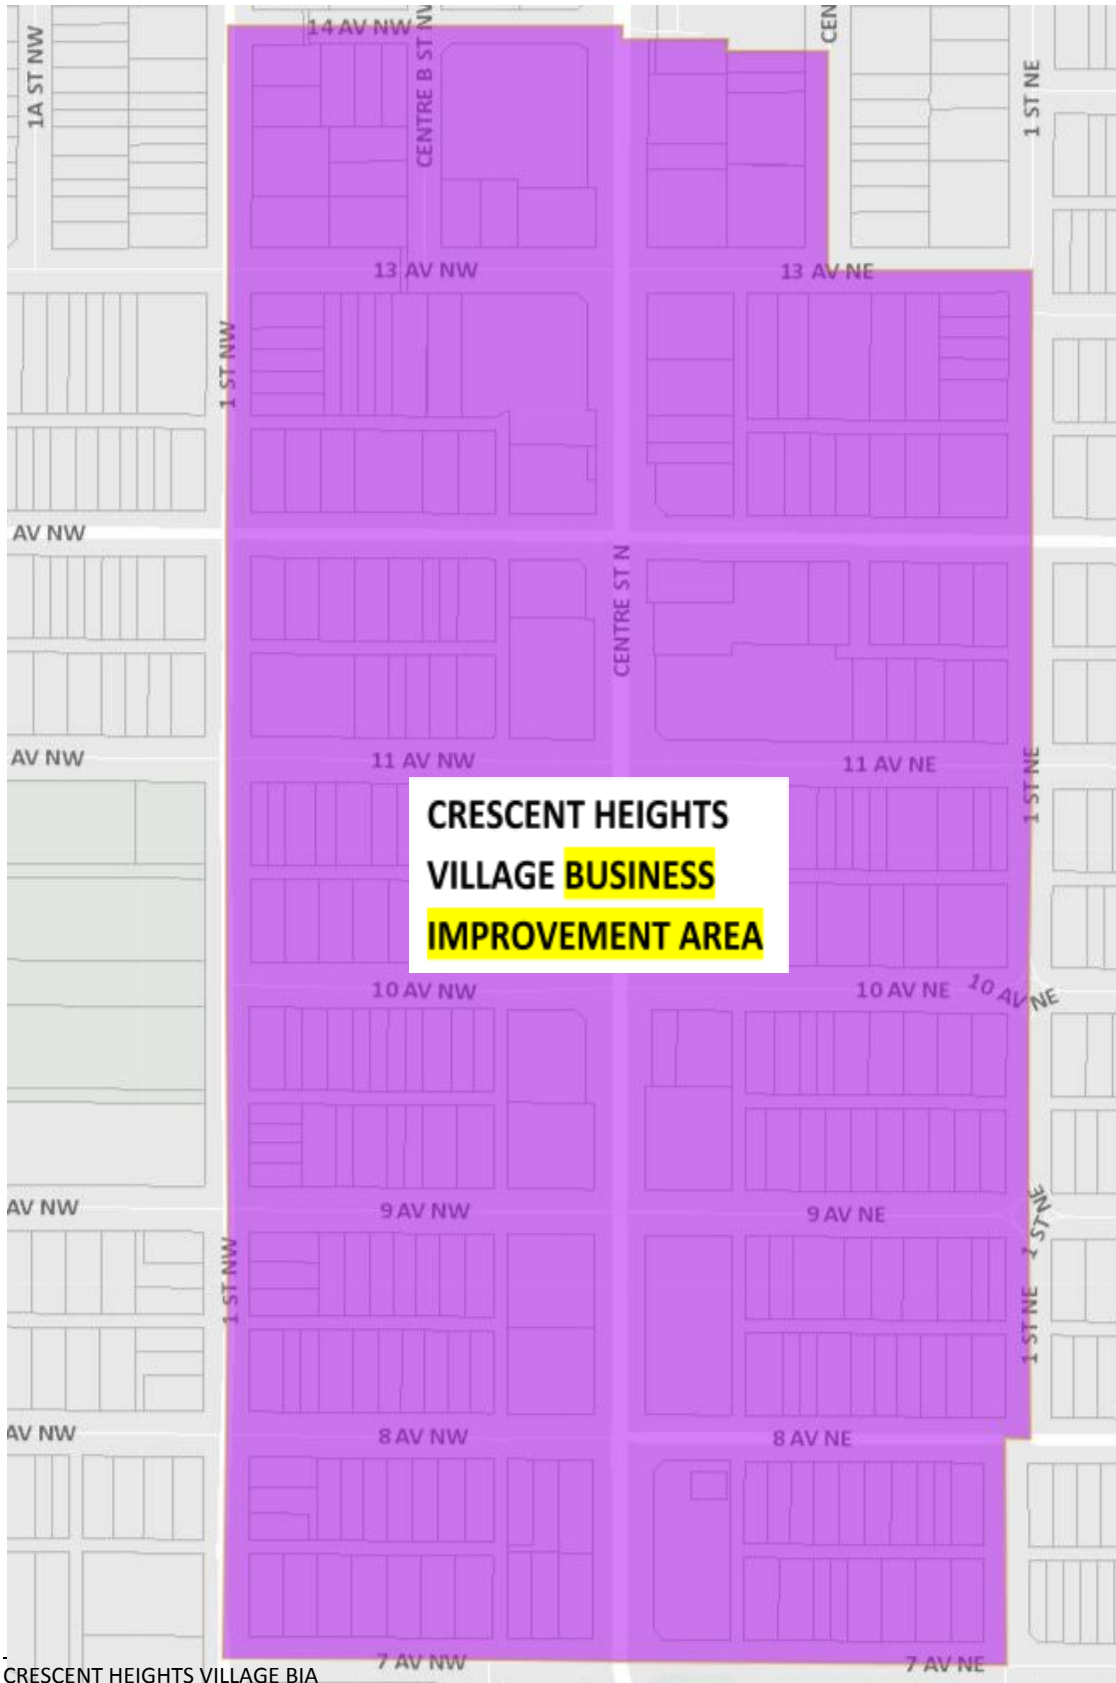 14 AV NW
CEN
1A ST NW
CENTRE B ST NW
1 ST NE
13 AV NW
13 AV NE
1 ST NW
AV NW
CENTRE ST N
AV NW
11 AV NW
11 AV NE
1 ST NE
CRESCENT HEIGHTS
VILLAGE BUSINESS
IMPROVEMENT AREA
10 AV NW
10 AV NE
10 AV NE
AV NW
9 AV NW
9 AV NE
1 ST NE
1 ST NW
1 ST NE
AV NW
8 AV NW
8 AV NE
7 AV NW
7 AV NE
CRESCENT HEIGHTS VILLAGE BIA